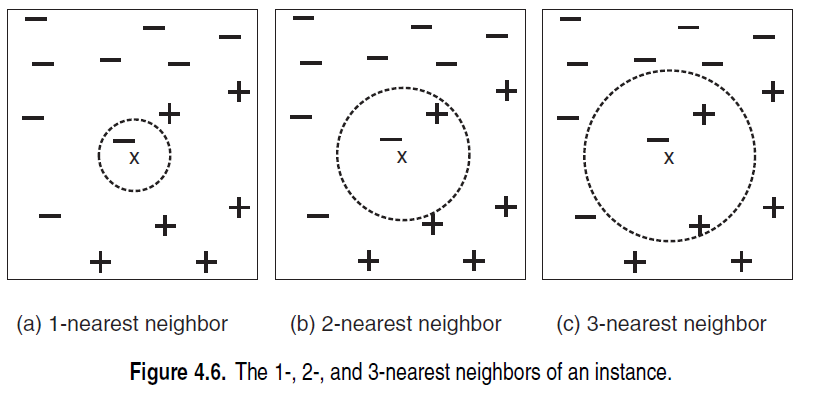 x
x
x
(a) 1-nearest neighbor
(b) 2-nearest neighbor
(c) 3-nearest neighbor
Figure 4.6. The 1-, 2-, and 3-nearest neighbors of an instance.